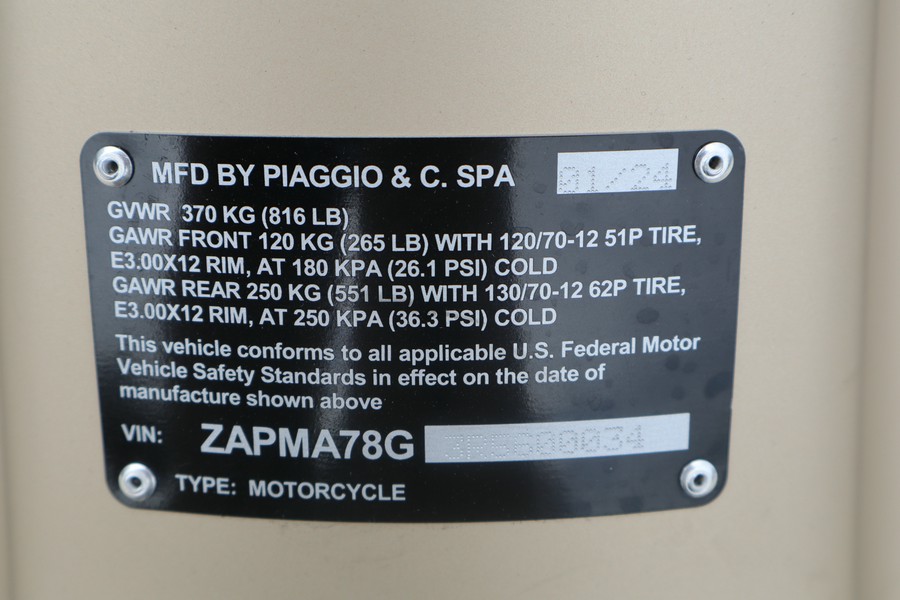 MFD BY PIAGGIO & C. SPA 01/24
GVWR 370 KG (816 LB)
GAWR FRONT 120 KG (265 LB) WITH 120/70-12 51P TIRE,
E3.00X12 RIM, AT 180 KPA (26.1 PSI) COLD
GAWR REAR 250 KG (551 LB) WITH 130/70-12 62P TIRE,
E3.00X12 RIM, AT 250 KPA (36.3 PSI) COLD
This vehicle conforms to all applicable U.S. Federal Motor
Vehicle Safety Standards in effect on the date of
manufacture shown above
VIN: ZAPMA78G
TYPE: MOTORCYCLE